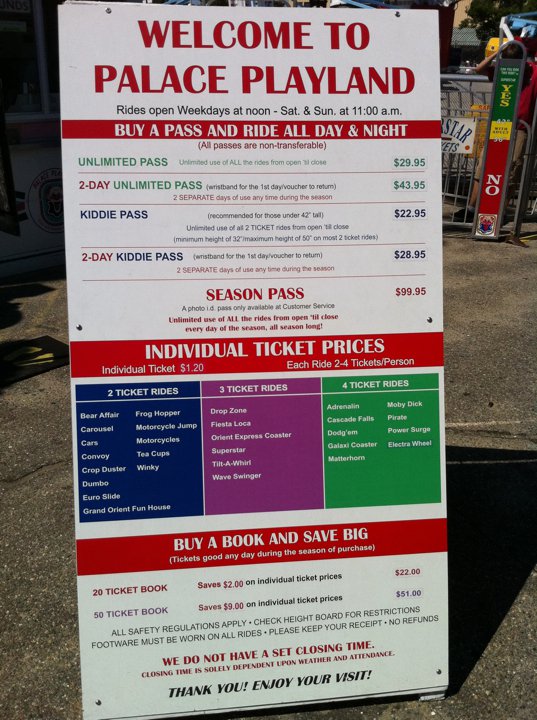 WELCOME TO
PALACE PLAYLAND
Rides open Weekdays at noon - Sat. & Sun. at 11:00 a.m.
BUY A PASS AND RIDE ALL DAY & NIGHT
(All passes are non-transferable)
UNLIMITED PASS Unlimited use of ALL the rides from open 'til close $29.95
2-DAY UNLIMITED PASS (wristband for the 1st day/voucher to return) $43.95
2 SEPARATE days of use any time during the season
KIDDIE PASS (recommended for those under 42" tall) $22.95
Unlimited use of all 2 TICKET rides from open 'till close
(minimum height of 32"/maximum height of 50" on most 2 ticket rides)
2-DAY KIDDIE PASS (wristband for the 1st day/voucher to return) $28.95
2 SEPARATE days of use any time during the season
SEASON PASS $99.95
A photo i.d. pass only available at Customer Service
Unlimited use of ALL the rides from open 'til close
every day of the season, all season long!
INDIVIDUAL TICKET PRICES
Individual Ticket $1.20 Each Ride 2-4 Tickets/Person
2 TICKET RIDES
Bear Affair
Carousel
Cars
Convoy
Crop Duster
Dumbo
Euro Slide
Grand Orient Fun House
Frog Hopper
Motorcycle Jump
Motorcycles
Tea Cups
Winky
3 TICKET RIDES
Drop Zone
Fiesta Loca
Orient Express Coaster
Superstar
Tilt-A-Whirl
Wave Swinger
4 TICKET RIDES
Adrenalin
Cascade Falls
Dodg'em
Galaxi Coaster
Matterhorn
Moby Dick
Pirate
Power Surge
Electra Wheel
BUY A BOOK AND SAVE BIG
(Tickets good any day during the season of purchase)
20 TICKET BOOK Saves $2.00 on individual ticket prices $22.00
50 TICKET BOOK Saves $9.00 on individual ticket prices $51.00
ALL SAFETY REGULATIONS APPLY • CHECK HEIGHT BOARD FOR RESTRICTIONS
FOOTWARE MUST BE WORN ON ALL RIDES • PLEASE KEEP YOUR RECEIPT • NO REFUNDS
WE DO NOT HAVE A SET CLOSING TIME.
CLOSING TIME IS SOLELY DEPENDENT UPON WEATHER AND ATTENDANCE.
THANK YOU! ENJOY YOUR VISIT!
YES
WITH
ADULT
NO
STAR